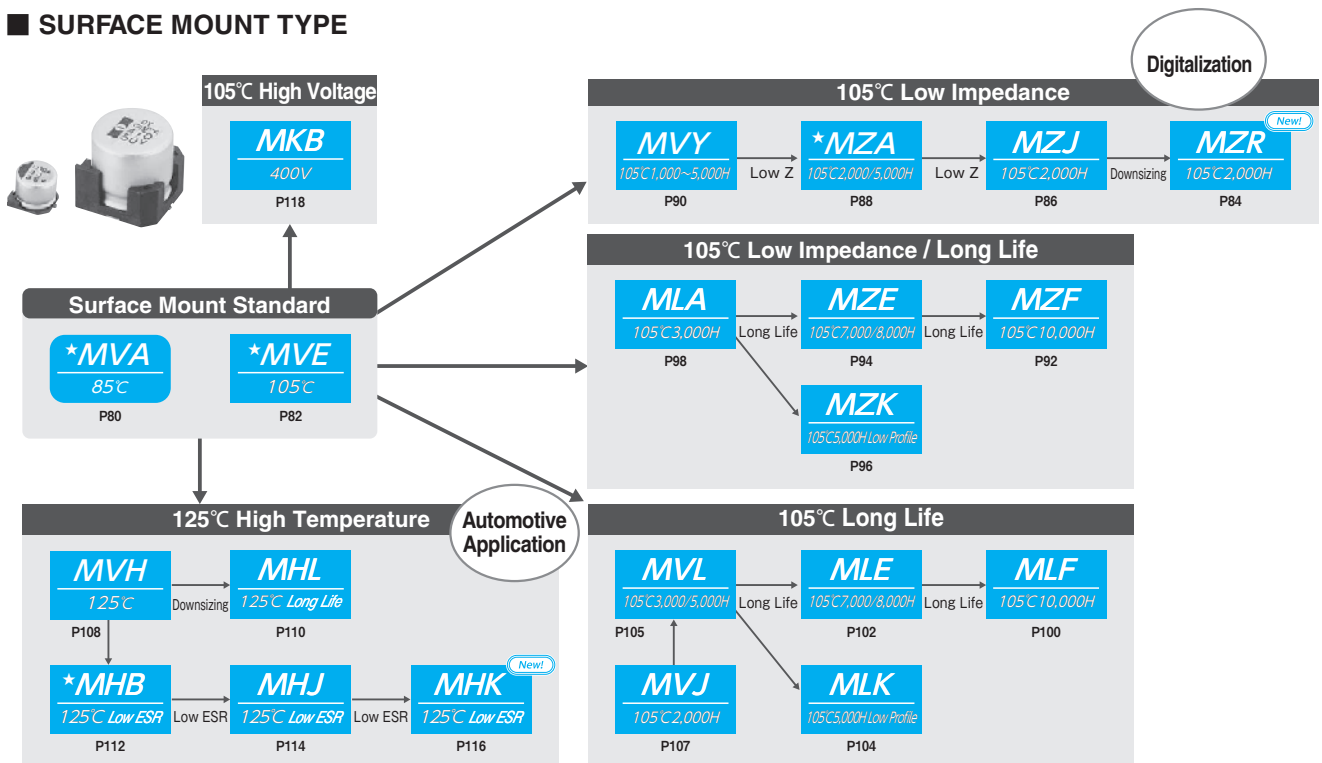 ■ SURFACE MOUNT TYPE
Digitalization
105℃ High Voltage
MKB
400V
P118
105℃ Low Impedance
MVY
105℃1,000~5,000H
P90
Low Z
★MZA
105℃2,000/5,000H
P88
Low Z
MZJ
105℃2,000H
P86
Downsizing
New!
MZR
105℃2,000H
P84
Surface Mount Standard
★MVA
85℃
P80
★MVE
105℃
P82
105℃ Low Impedance / Long Life
MLA
105℃3,000H
P98
Long Life
MZE
105℃7,000/8,000H
P94
Long Life
MZF
105℃10,000H
P92
MZK
105℃5,000H Low Profile
P96
125℃ High Temperature
Automotive
Application
MVH
125℃
P108
Downsizing
MHL
125℃ Long Life
P110
★MHB
125℃ Low ESR
P112
Low ESR
MHJ
125℃ Low ESR
P114
Low ESR
New!
MHK
125℃ Low ESR
P116
105℃ Long Life
MVL
105℃3,000/5,000H
P105
Long Life
MLE
105℃7,000/8,000H
P102
Long Life
MLF
105℃10,000H
P100
MVJ
105℃2,000H
P107
MLK
105℃5,000H Low Profile
P104